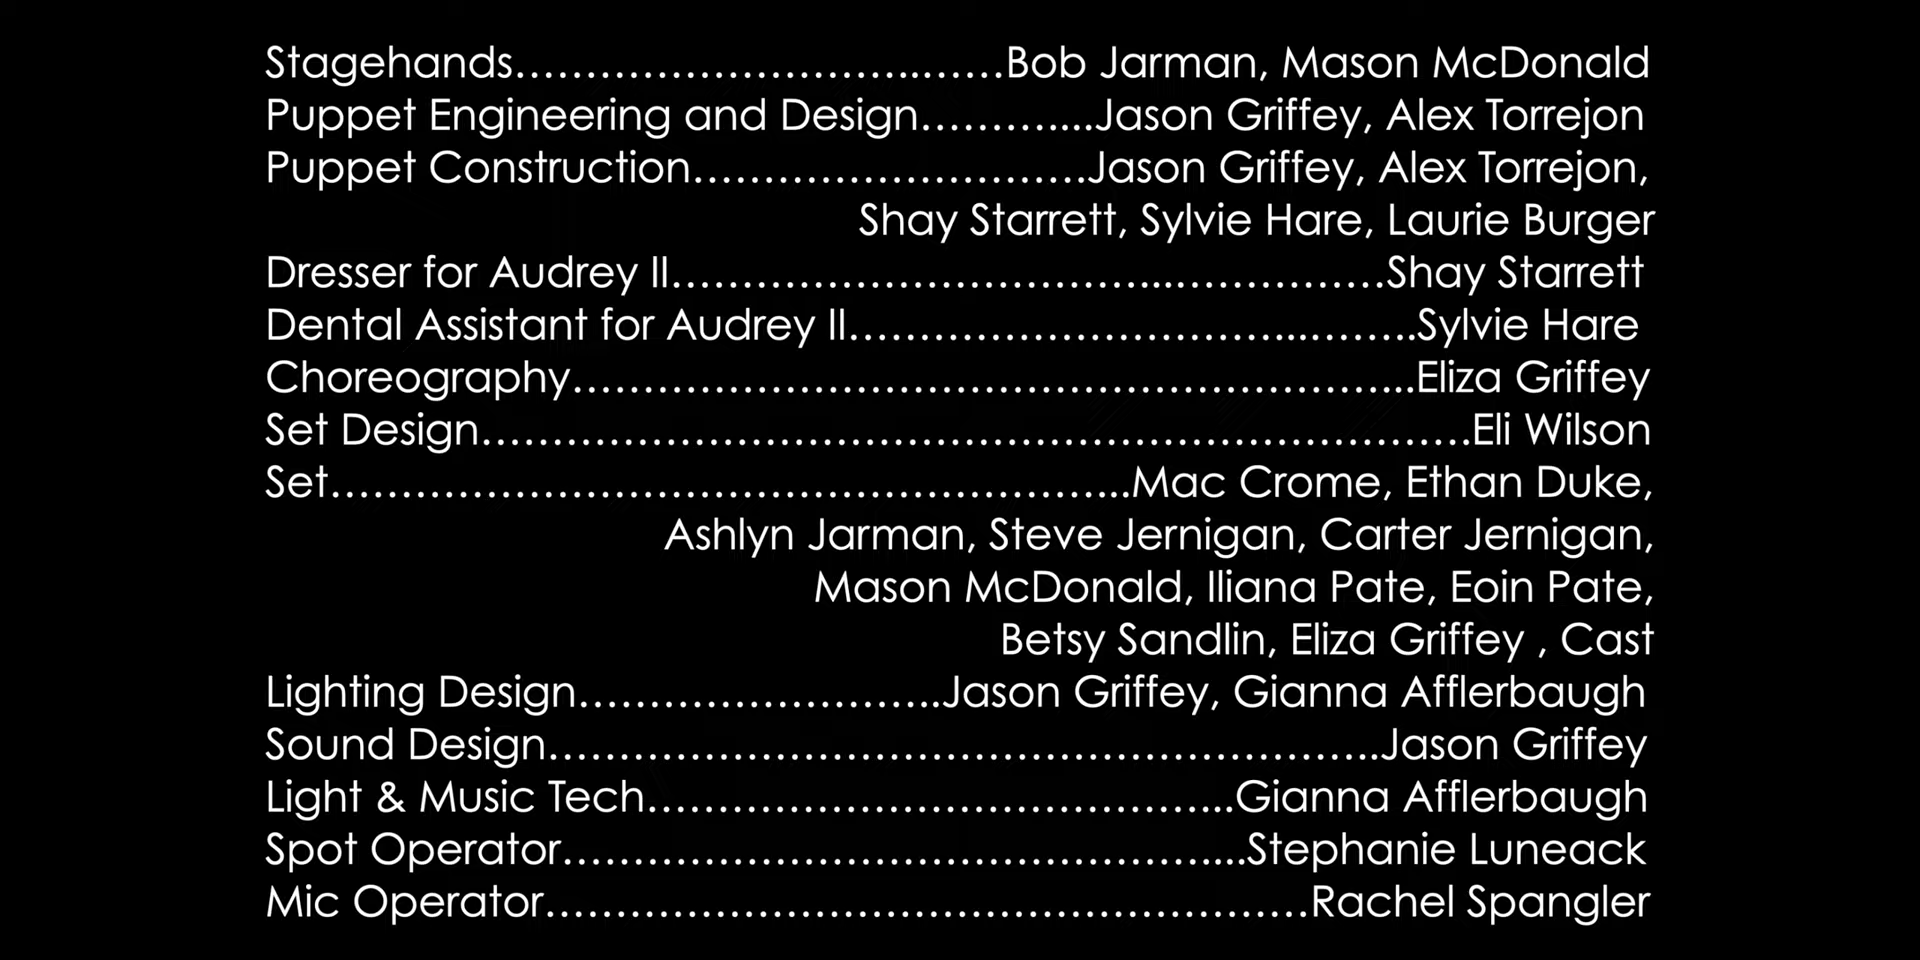 Stagehands.....................................Bob Jarman, Mason McDonald
Puppet Engineering and Design.............Jason Griffey, Alex Torrejon
Puppet Construction............................Jason Griffey, Alex Torrejon,
Shay Starrett, Sylvie Hare, Laurie Burger
Dresser for Audrey II..................................................Shay Starrett
Dental Assistant for Audrey II........................................Sylvie Hare
Choreography............................................................Eliza Griffey
Set Design......................................................................Eli Wilson
Set.........................................................Mac Crome, Ethan Duke,
Ashlyn Jarman, Steve Jernigan, Carter Jernigan,
Mason McDonald, Iliana Pate, Eoin Pate,
Betsy Sandlin, Eliza Griffey , Cast
Lighting Design..........................Jason Griffey, Gianna Afflerbaugh
Sound Design...........................................................Jason Griffey
Light & Music Tech..........................................Gianna Afflerbaugh
Spot Operator................................................Stephanie Luneack
Mic Operator......................................................Rachel Spangler